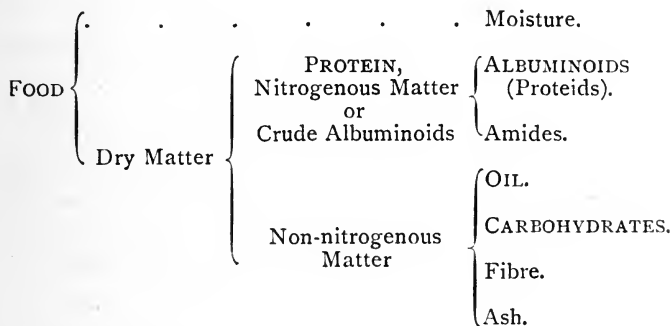 . . . . . . Moisture.
FOOD
PROTEIN,
Nitrogenous Matter
or
Crude Albuminoids
ALBUMINOIDS
(Proteids).
Amides.
Dry Matter
Non-nitrogenous
Matter
OIL.
CARBOHYDRATES.
Fibre.
Ash.